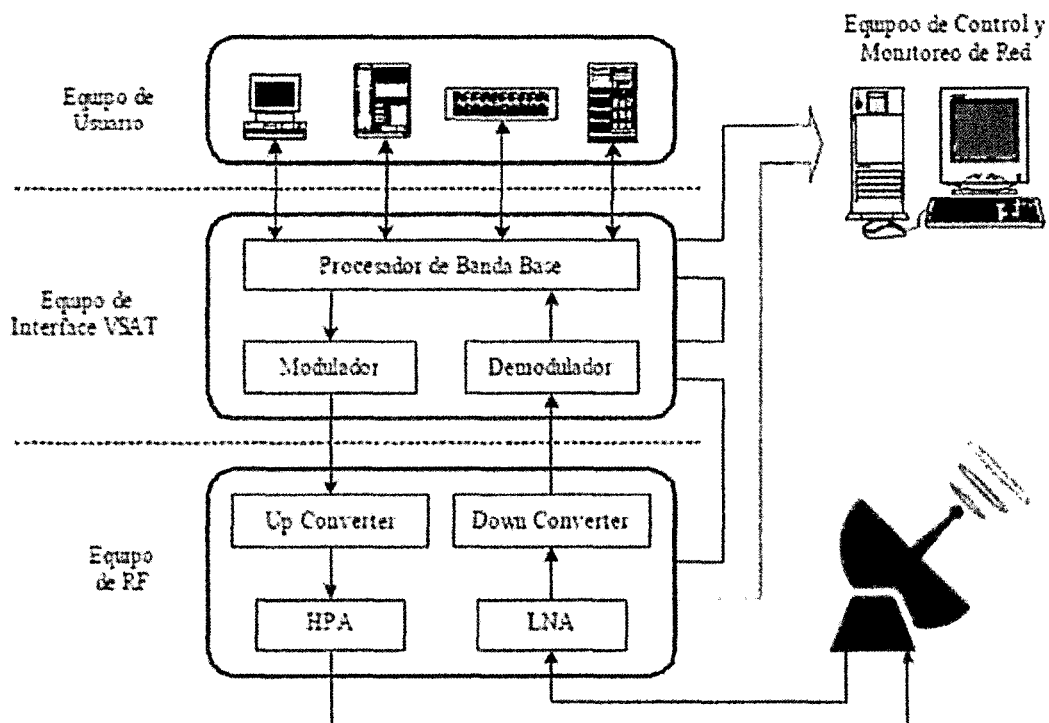 Equipoo de Control y
Monitoreo de Red
Equipo de
Usuario
Procesador de Banda Base
Equipo de
Interface VSAT
Modulador
Demodulador
Up Converter
Down Converter
Equipo
de RF
HPA
LNA